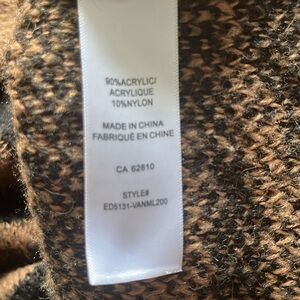 90%ACRYLIC/
ACRYLIQUE
10%NYLON
MADE IN CHINA
FABRIQUÉ EN CHINE
CA 62810
STYLE#
ED5131-VANML200